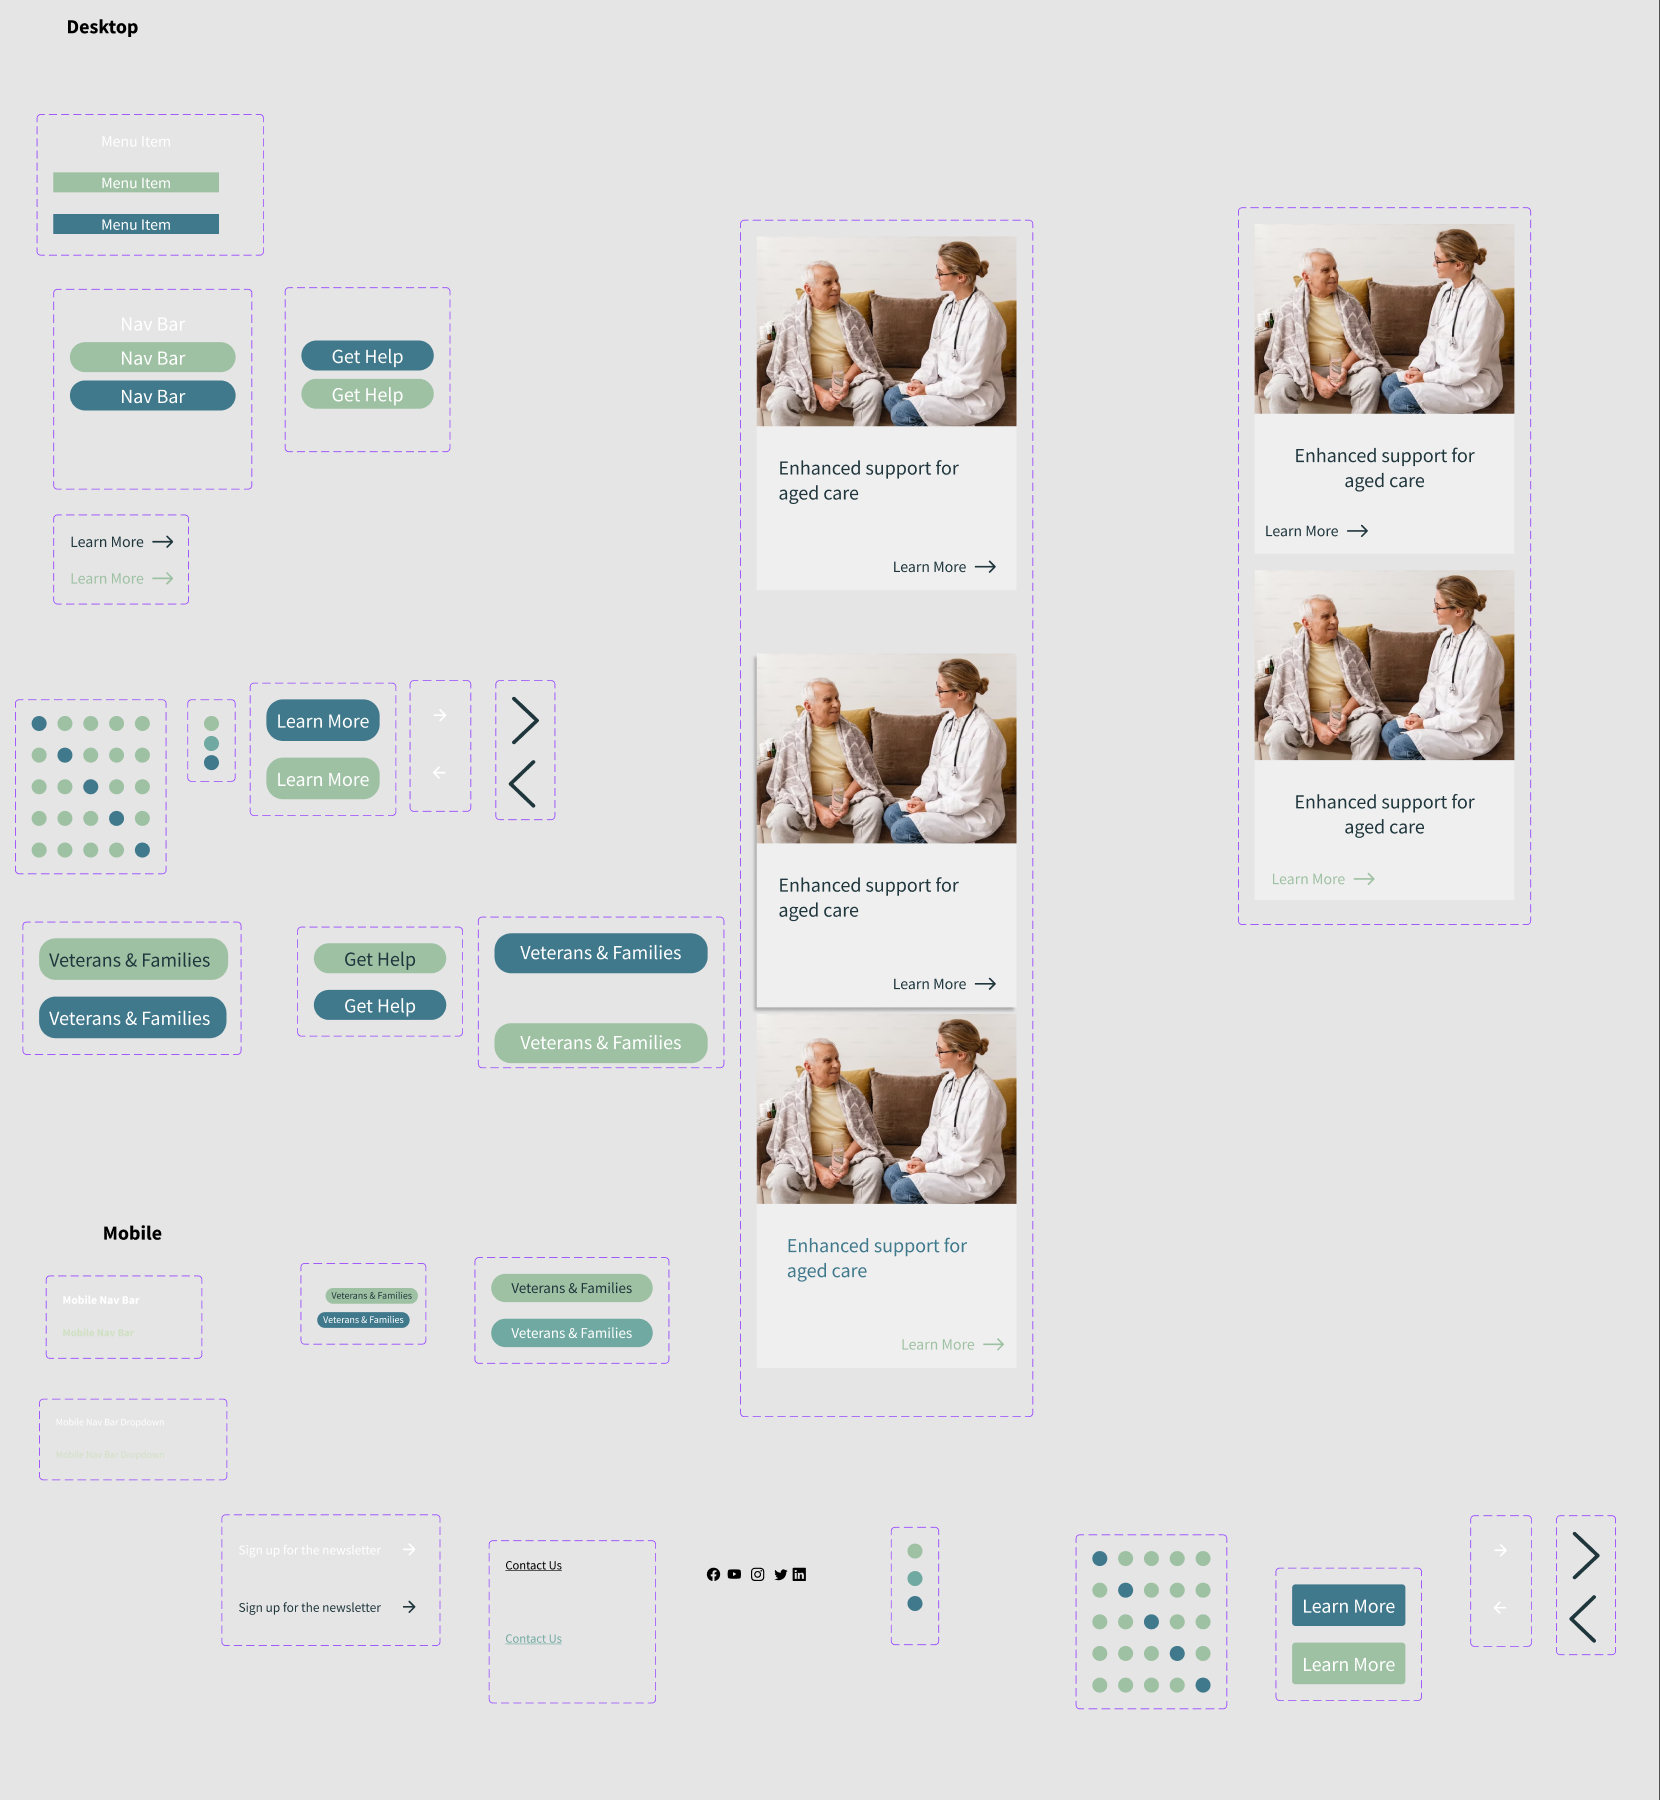 Desktop
Menu Item
Menu Item
Menu Item
Nav Bar
Nav Bar
Nav Bar
Get Help
Get Help
Learn More
Learn More
Learn More
Learn More
Veterans & Families
Veterans & Families
Get Help
Get Help
Veterans & Families
Veterans & Families
Enhanced support for
aged care
Learn More
Enhanced support for
aged care
Learn More
Enhanced support for
aged care
Learn More
Enhanced support for
aged care
Learn More
Enhanced support for
aged care
Learn More
Mobile
Mobile Nav Bar
Mobile Nav Bar
Veterans & Families
Veterans & Families
Veterans & Families
Veterans & Families
Mobile Nav Bar Dropdown
Mobile Nav Bar Dropdown
Sign up for the newsletter
Sign up for the newsletter
Contact Us
Contact Us
Learn More
Learn More